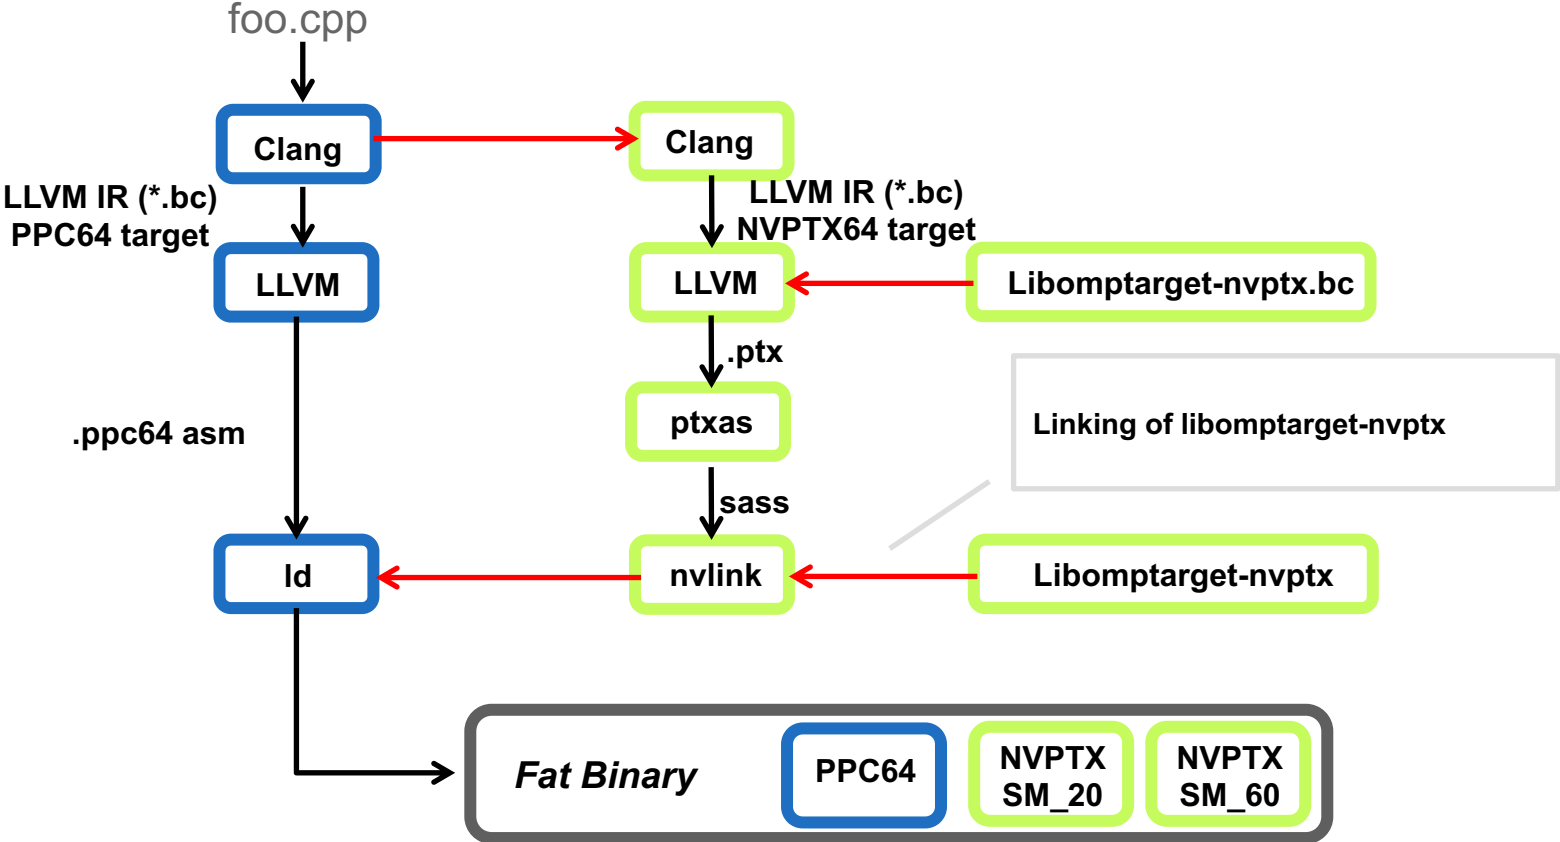 foo.cpp
Clang
Clang
LLVM IR (*.bc)
PPC64 target
LLVM IR (*.bc)
NVPTX64 target
LLVM
LLVM
Libomptarget-nvptx.bc
.ptx
ptxas
Linking of libomptarget-nvptx
.ppc64 asm
sass
ld
nvlink
Libomptarget-nvptx
Fat Binary
PPC64
NVPTX
SM_20
NVPTX
SM_60